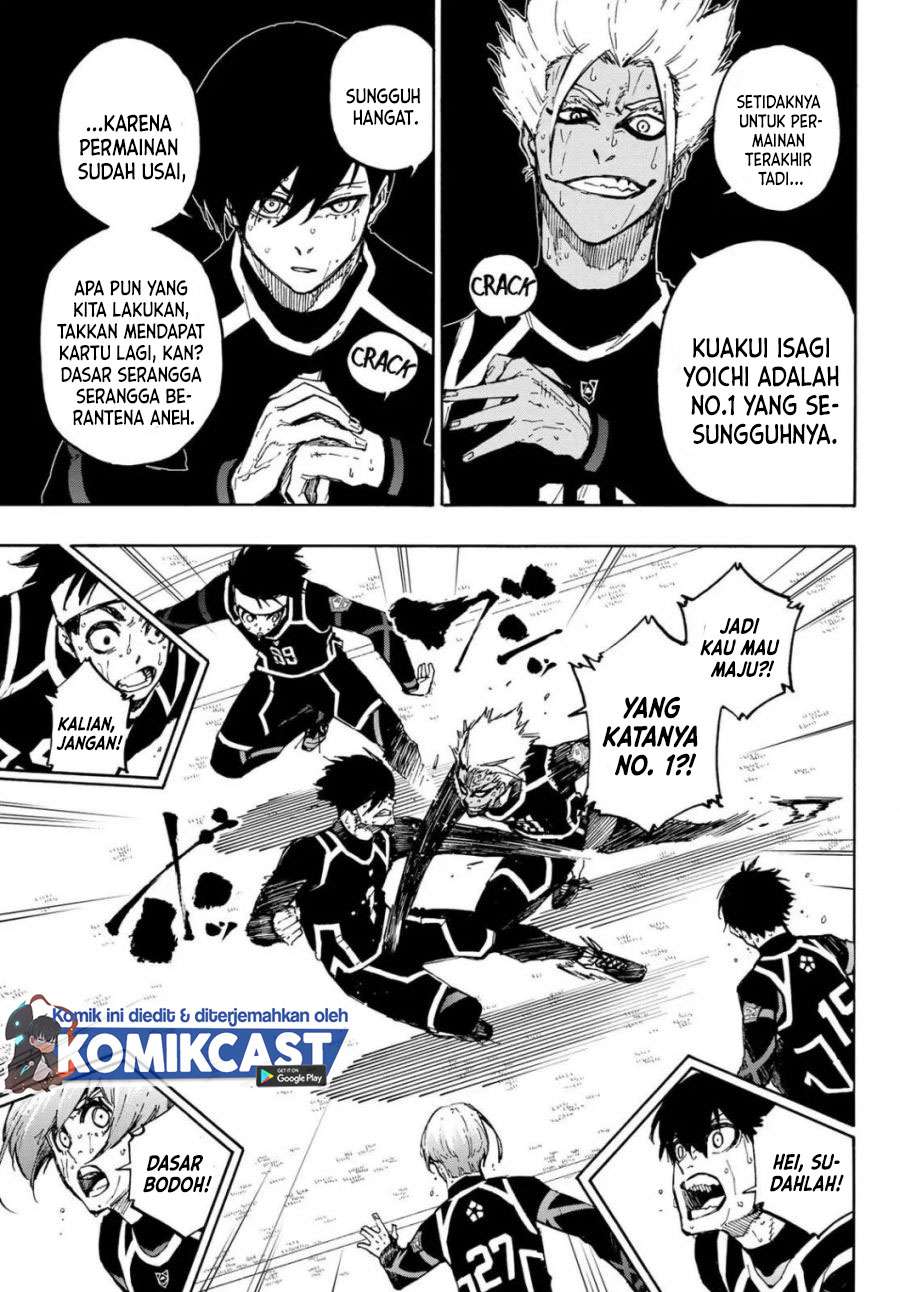 SETIDAKNYA
UNTUK PER-
MAINAN
TERAKHIR
TADI...
KUAKUI ISAGI
YOICHI ADALAH
NO.1 YANG SE-
SUNGGUHNYA.
CRACK
SUNGGUH
HANGAT.
...KARENA
PERMAINAN
SUDAH USAI,
APA PUN YANG
KITA LAKUKAN,
TAKKAN MENDAPAT
KARTU LAGI, KAN?
DASAR SERANGGA
SERANGGA BE-
RANTENA ANEH.
CRACK
JADI
KAU MAU
MAJU?!
YANG
KATANYA
NO. 1?!
99
KALIAN,
JANGAN!
15
Komik ini diedit & diterjemahkan oleh
KOMIKCAST
GET IT ON
Google Play
HEI, SU-
DAHLAH!
27
DASAR
BODOH!